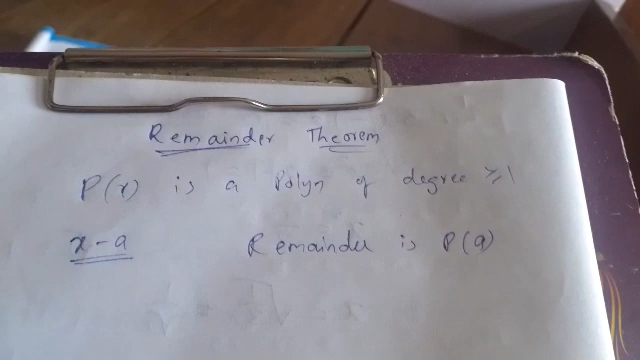 Remainder Theorem
P(x) is a Polyn of degree ≥1
x-a Remainder is P(a)